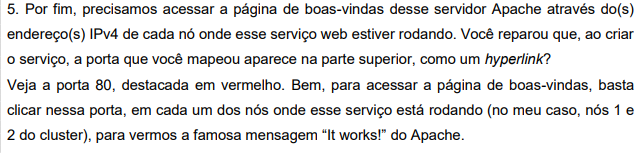 5. Por fim, precisamos acessar a página de boas-vindas desse servidor Apache através do(s)
endereço(s) IPv4 de cada nó onde esse serviço web estiver rodando. Você reparou que, ao criar
o serviço, a porta que você mapeou aparece na parte superior, como um hyperlink?
Veja a porta 80, destacada em vermelho. Bem, para acessar a página de boas-vindas, basta
clicar nessa porta, em cada um dos nós onde esse serviço está rodando (no meu caso, nós 1 e
2 do cluster), para vermos a famosa mensagem “It works!” do Apache.